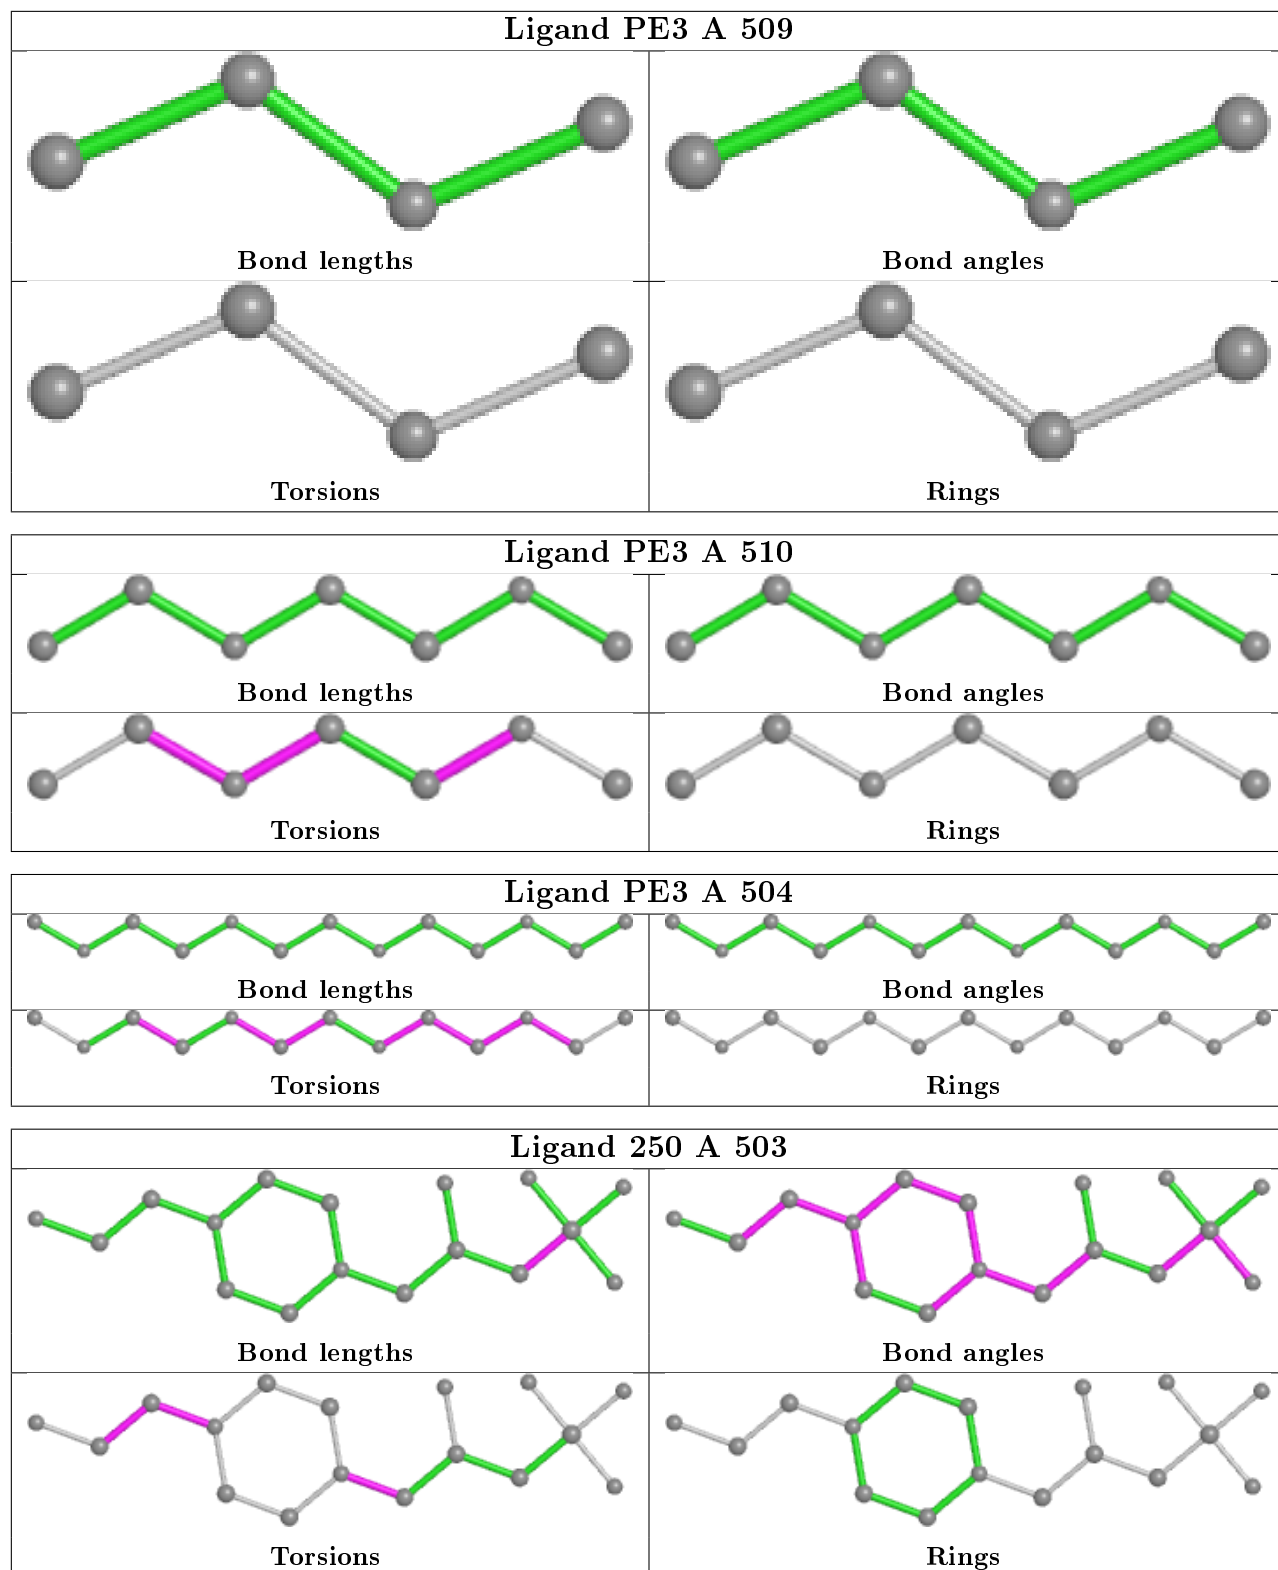 Ligand PE3 A 509
Bond lengths
Bond angles
Torsions
Rings
Ligand PE3 A 510
Bond lengths
Bond angles
Torsions
Rings
Ligand PE3 A 504
Bond lengths
Bond angles
Torsions
Rings
Ligand 250 A 503
Bond lengths
Bond angles
Torsions
Rings